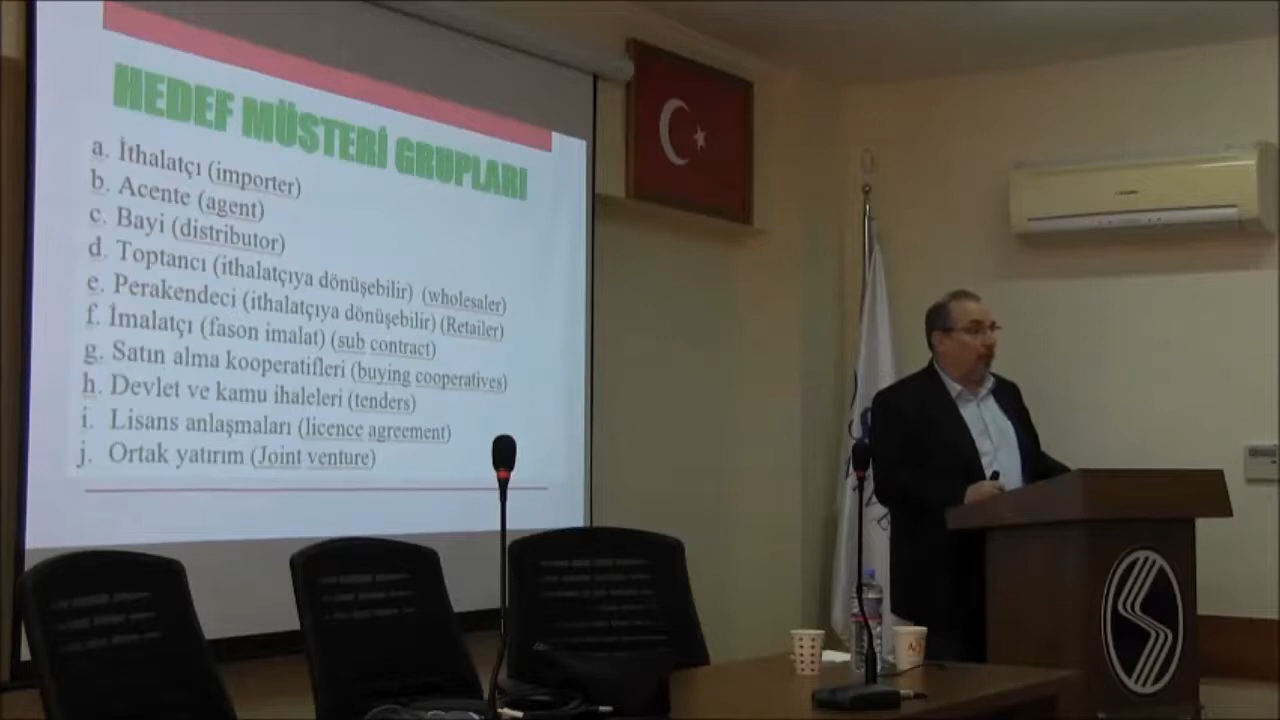 HEDEF MÜSTERİ GRUPLARI
a. İthalatçı (importer)
b. Acente (agent)
c. Bayi (distributor)
d. Toptancı (ithalatçıya dönüşebilir) (wholesaler)
e. Perakendeci (ithalatçıya dönüşebilir) (Retailer)
f. İmalatçı (fason imalat) (sub contract)
g. Satın alma kooperatifleri (buying cooperatives)
h. Devlet ve kamu ihaleleri (tenders)
i. Lisans anlaşmaları (licence agreement)
j. Ortak yatırım (Joint venture)